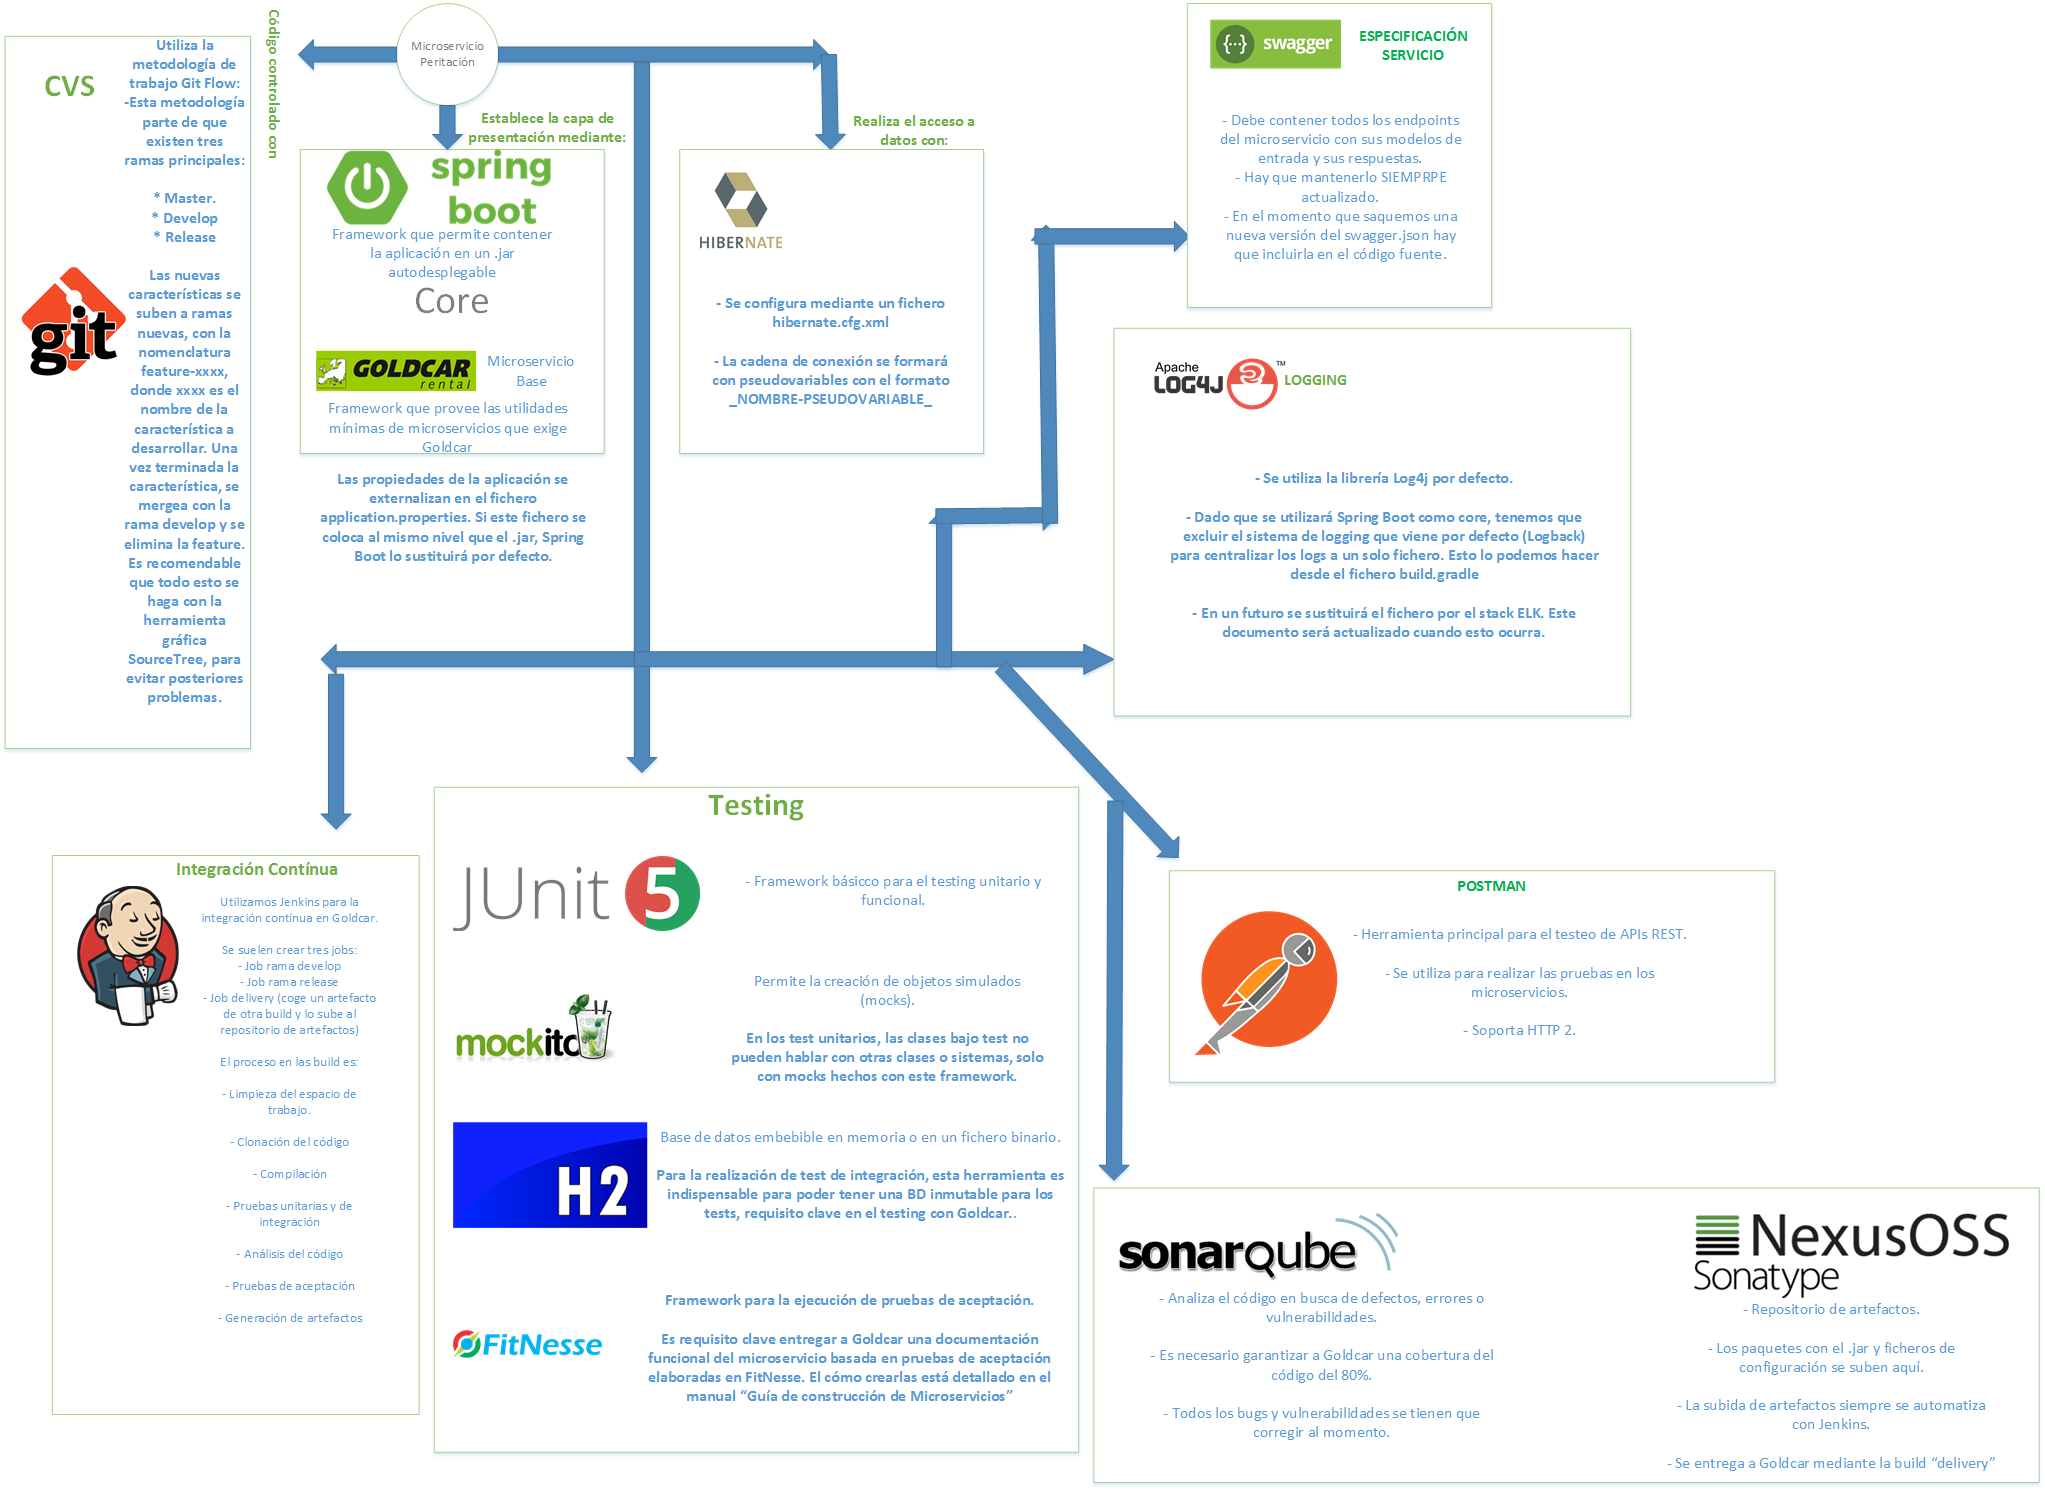 Microservicio
Peritación
Código controlado con
CVS
Utiliza la
metodología de
trabajo Git Flow:
-Esta metodología
parte de que
existen tres
ramas principales:
* Master.
* Develop
* Release
Las nuevas
características se
suben a ramas
nuevas, con la
nomenclatura
feature-xxxx,
donde xxxx es el
nombre de la
característica a
desarrollar. Una
vez terminada la
característica, se
mergea con la
rama develop y se
elimina la feature.
Es recomendable
que todo esto se
haga con la
herramienta
gráfica
SourceTree, para
evitar posteriores
problemas.
git
Establece la capa de
presentación mediante:
spring
boot
Framework que permite contener
la aplicación en un .jar
autodesplegable
Core
GOLDCAR
rental
Microservicio
Base
Framework que provee las utilidades
mínimas de microservicios que exige
Goldcar
Las propiedades de la aplicación se
externalizan en el fichero
application.properties. Si este fichero se
coloca al mismo nivel que el .jar, Spring
Boot lo sustituirá por defecto.
Realiza el acceso a
datos con:
HIBERNATE
- Se configura mediante un fichero
hibernate.cfg.xml
- La cadena de conexión se formará
con pseudovariables con el formato
_NOMBRE-PSEUDOVARIABLE_
{···} swagger
ESPECIFICACIÓN
SERVICIO
- Debe contener todos los endpoints
del microservicio con sus modelos de
entrada y sus respuestas.
- Hay que mantenerlo SIEMPRPE
actualizado.
- En el momento que saquemos una
nueva versión del swagger.json hay
que incluirla en el código fuente.
Apache
LOG4J
™
LOGGING
- Se utiliza la librería Log4j por defecto.
- Dado que se utilizará Spring Boot como core, tenemos que
excluir el sistema de logging que viene por defecto (Logback)
para centralizar los logs a un solo fichero. Esto lo podemos hacer
desde el fichero build.gradle
- En un futuro se sustituirá el fichero por el stack ELK. Este
documento será actualizado cuando esto ocurra.
Integración Contínua
Utilizamos Jenkins para la
integración contínua en Goldcar.
Se suelen crear tres jobs:
- Job rama develop
- Job rama release
- Job delivery (coge un artefacto
de otra build y lo sube al
repositorio de artefactos)
El proceso en las build es:
- Limpieza del espacio de
trabajo.
- Clonación del código
- Compilación
- Pruebas unitarias y de
integración
- Análisis del código
- Pruebas de aceptación
- Generación de artefactos
Testing
JUnit 5
- Framework básicco para el testing unitario y
funcional.
mockito
Permite la creación de objetos simulados
(mocks).
En los test unitarios, las clases bajo test no
pueden hablar con otras clases o sistemas, solo
con mocks hechos con este framework.
H2
Base de datos embebible en memoria o en un fichero binario.
Para la realización de test de integración, esta herramienta es
indispensable para poder tener una BD inmutable para los
tests, requisito clave en el testing con Goldcar..
FitNesse
Framework para la ejecución de pruebas de aceptación.
Es requisito clave entregar a Goldcar una documentación
funcional del microservicio basada en pruebas de aceptación
elaboradas en FitNesse. El cómo crearlas está detallado en el
manual “Guía de construcción de Microservicios”
POSTMAN
- Herramienta principal para el testeo de APIs REST.
- Se utiliza para realizar las pruebas en los
microservicios.
- Soporta HTTP 2.
sonarqube
- Analiza el código en busca de defectos, errores o
vulnerabilidades.
- Es necesario garantizar a Goldcar una cobertura del
código del 80%.
- Todos los bugs y vulnerabilidades se tienen que
corregir al momento.
NexusOSS
Sonatype
- Repositorio de artefactos.
- Los paquetes con el .jar y ficheros de
configuración se suben aquí.
- La subida de artefactos siempre se automatiza
con Jenkins.
- Se entrega a Goldcar mediante la build “delivery”